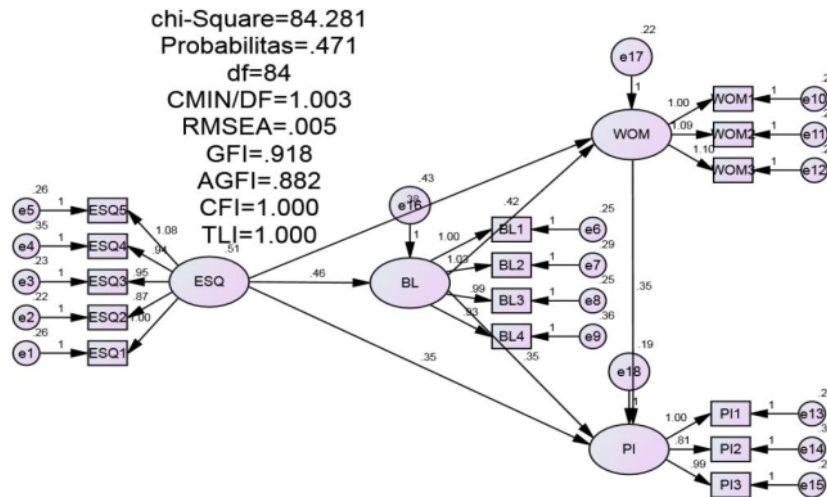 chi-Square=84.281
Probabilitas=.471
df=84
CMIN/DF=1.003
RMSEA=.005
GFI=.918
AGFI=.882
CFI=1.000
TLI=1.000
.22
e17
1
WOM
1.00 WOM1 1 e10
1.09 WOM2 1 e11
1.10 WOM3 1 e12
.43
.38
e16
1
.42
.26
e5 1 ESQ5 1.08
.35
e4 1 ESQ4 .94
.23
e3 1 ESQ3 .95
.22
e2 1 ESQ2 .87
.26
e1 1 ESQ1 1.00
.51
ESQ
.46
BL
.25
1.00 BL1 1 e6
.29
1.03 BL2 1 e7
.25
.99 BL3 1 e8
.36
.93 BL4 1 e9
.35
.35
.35
.19
e18
1
PI
1.00 PI1 1 e13
.81 PI2 1 e14
.99 PI3 1 e15